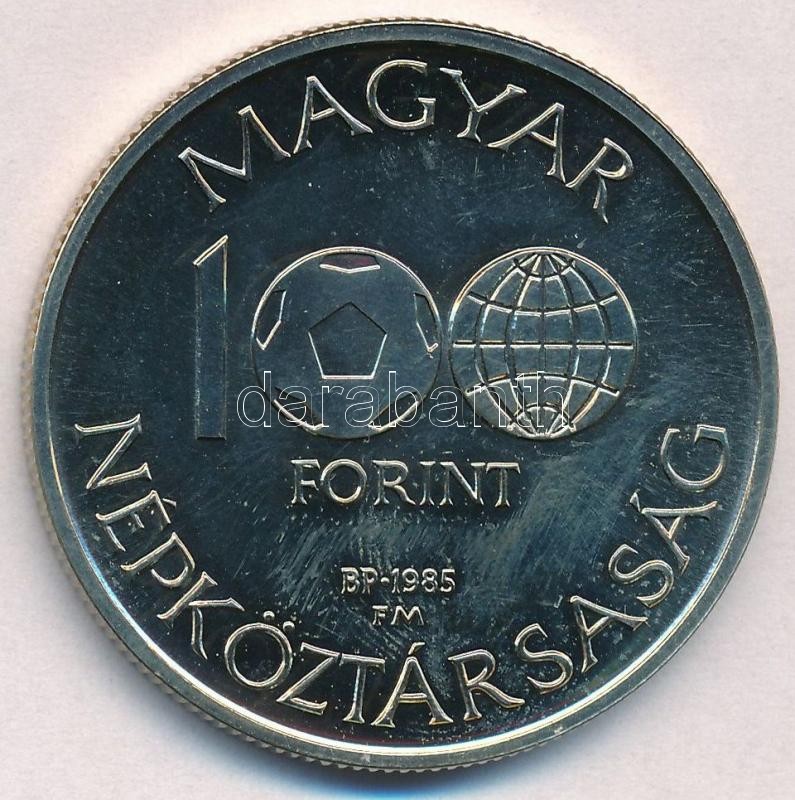 MAGYAR
100
darabanth
FORINT
BP·1985
FM
NÉPKÖZTÁRSASÁG